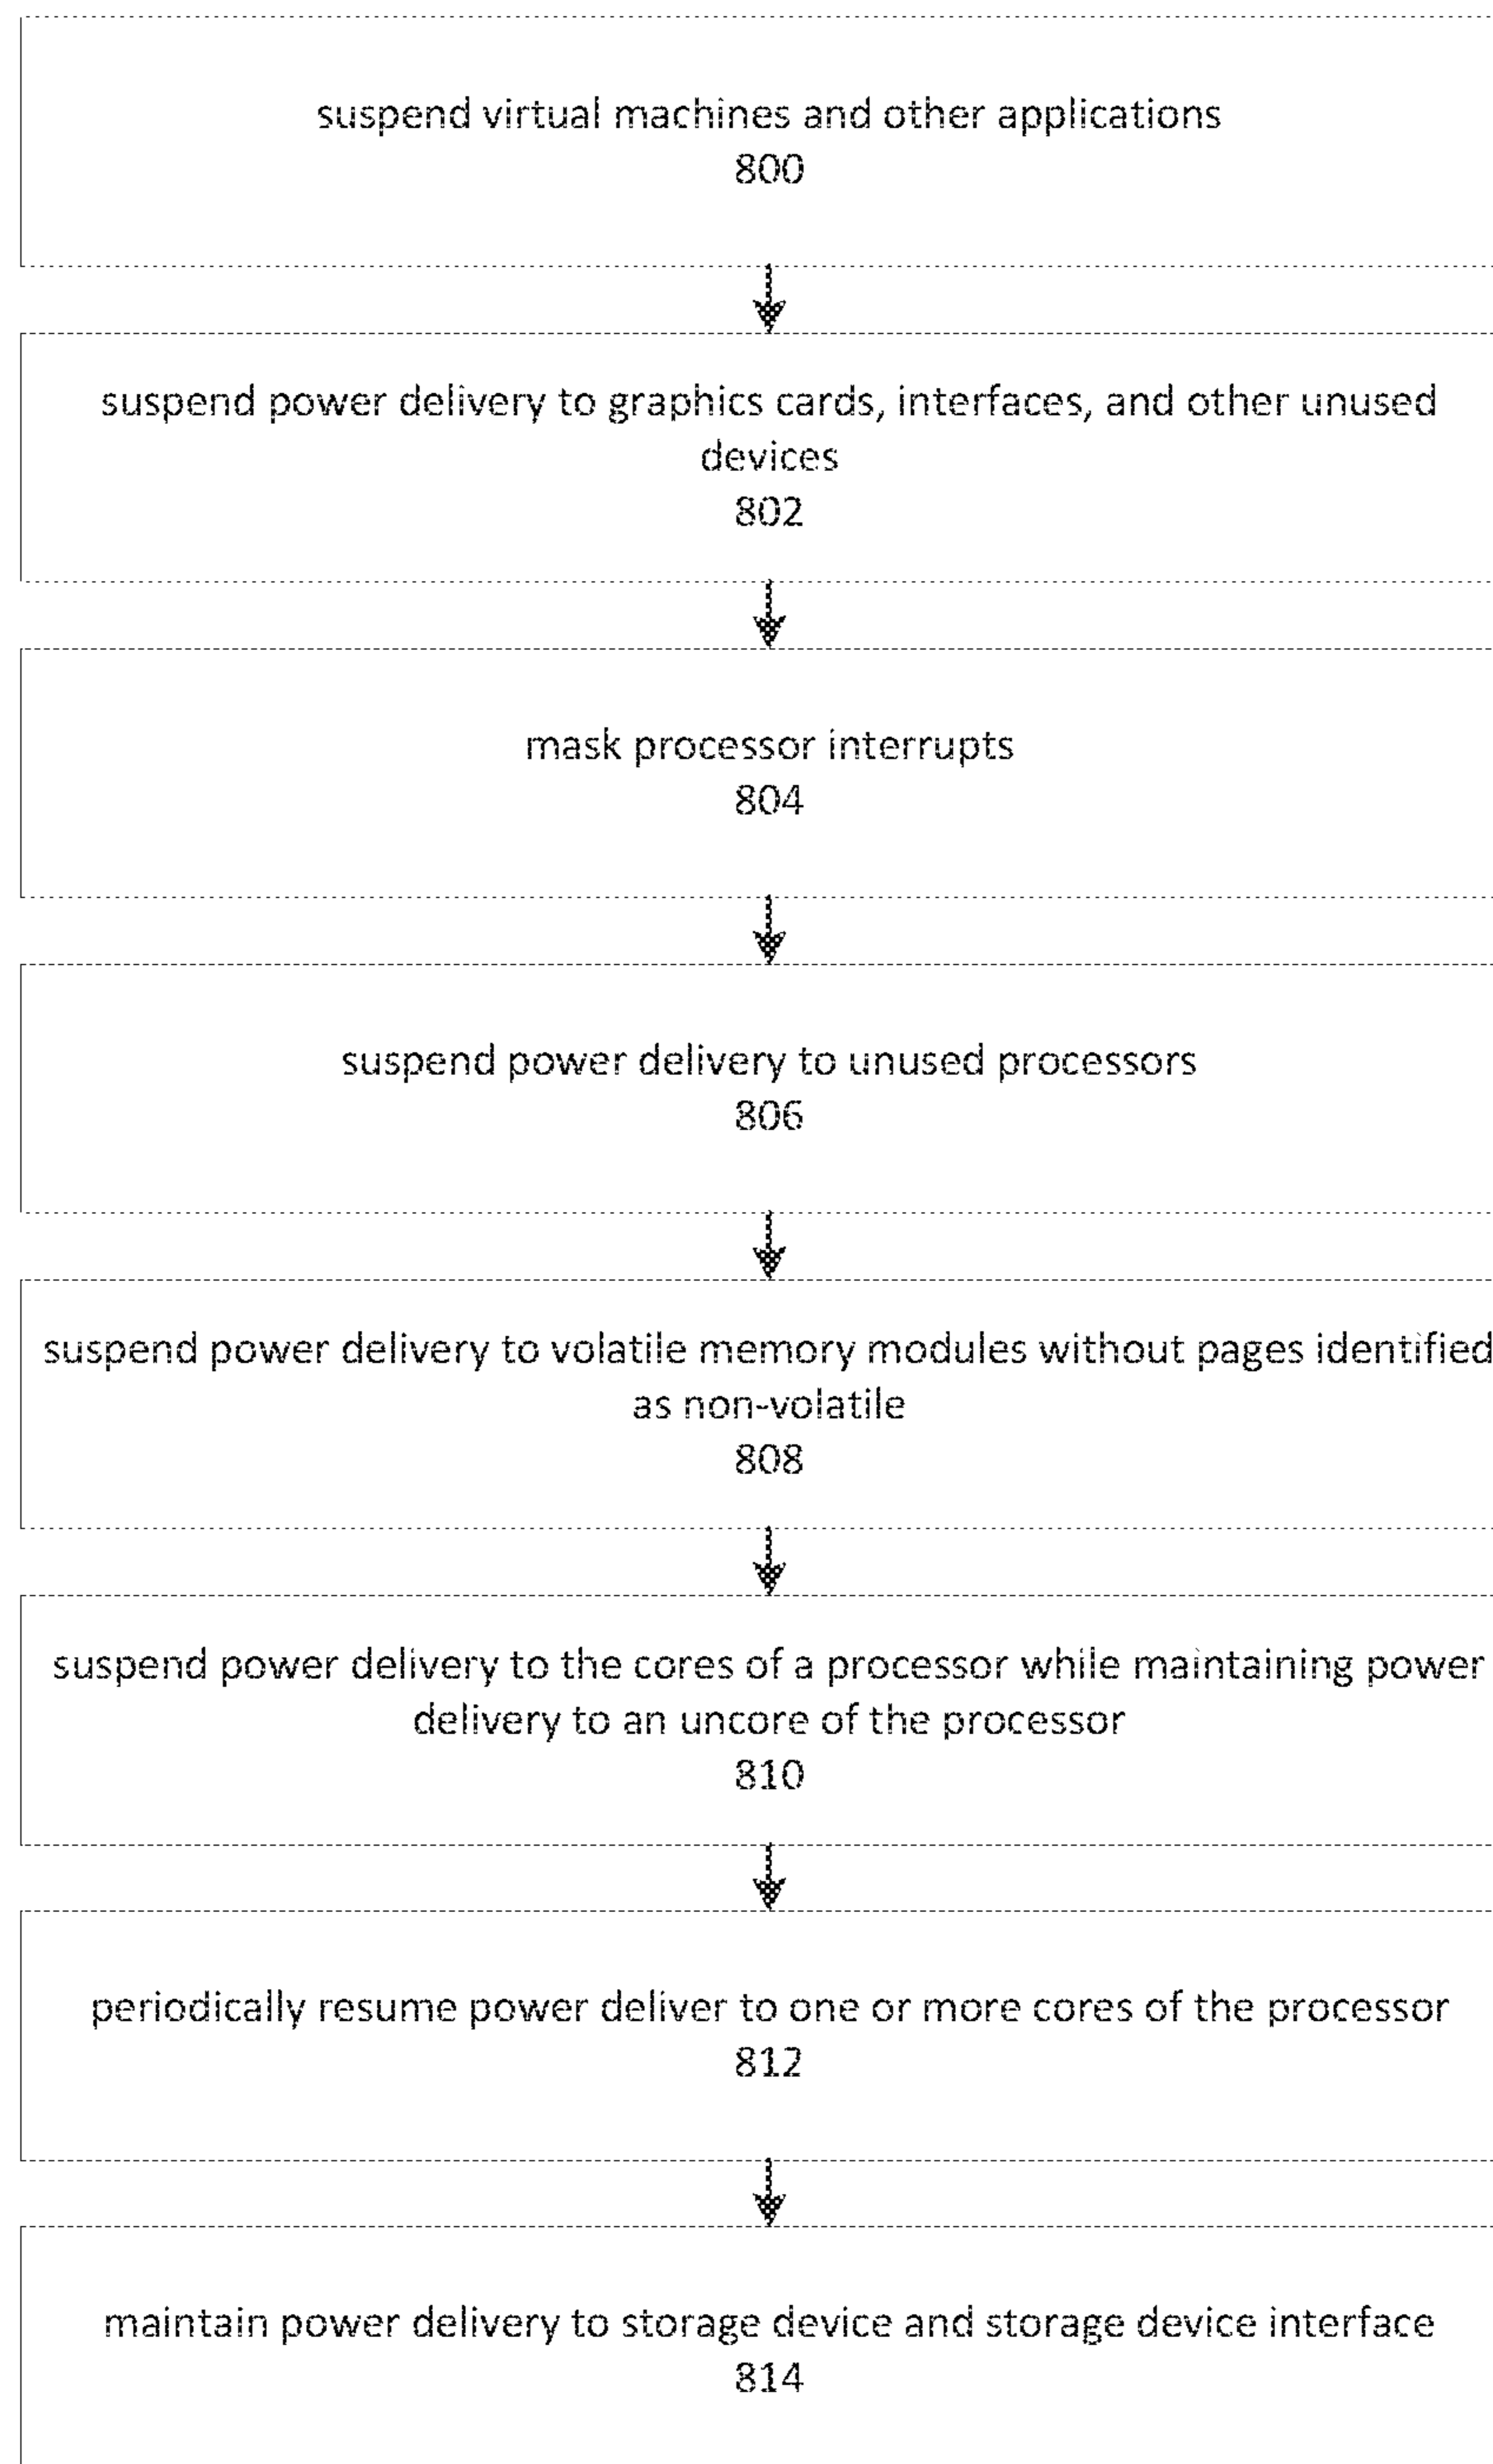 suspend virtual machines and other applications
800
suspend power delivery to graphics cards, interfaces, and other unused
devices
802
mask processor interrupts
804
suspend power delivery to unused processors
806
suspend power delivery to volatile memory modules without pages identified
as non-volatile
808
suspend power delivery to the cores of a processor while maintaining power
delivery to an uncore of the processor
810
periodically resume power deliver to one or more cores of the processor
812
maintain power delivery to storage device and storage device interface
814